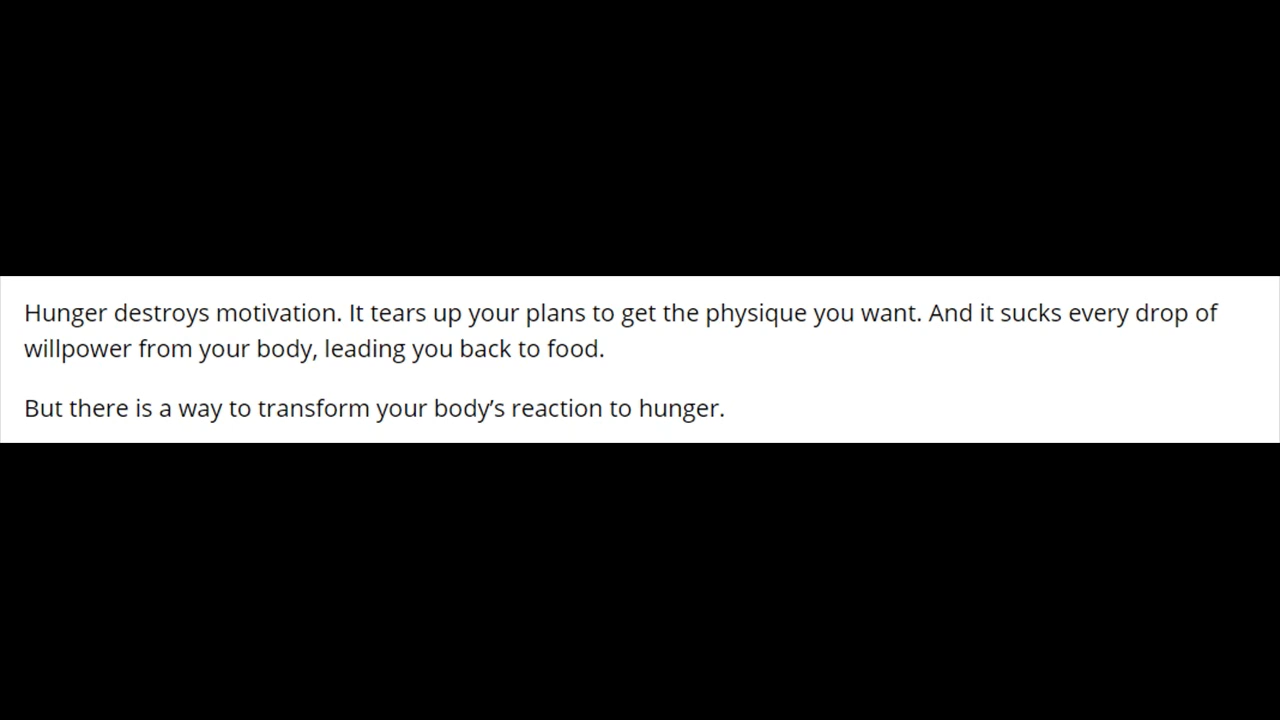 Hunger destroys motivation. It tears up your plans to get the physique you want. And it sucks every drop of
willpower from your body, leading you back to food.
But there is a way to transform your body’s reaction to hunger.